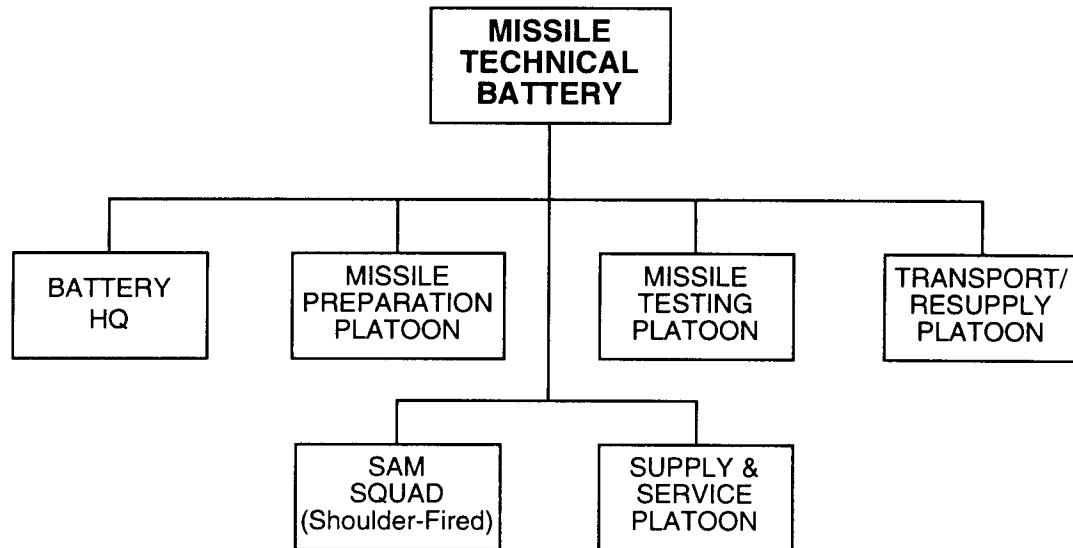 MISSILE
TECHNICAL
BATTERY
BATTERY
HQ
MISSILE
PREPARATION
PLATOON
MISSILE
TESTING
PLATOON
TRANSPORT/
RESUPPLY
PLATOON
SAM
SQUAD
(Shoulder-Fired)
SUPPLY &
SERVICE
PLATOON